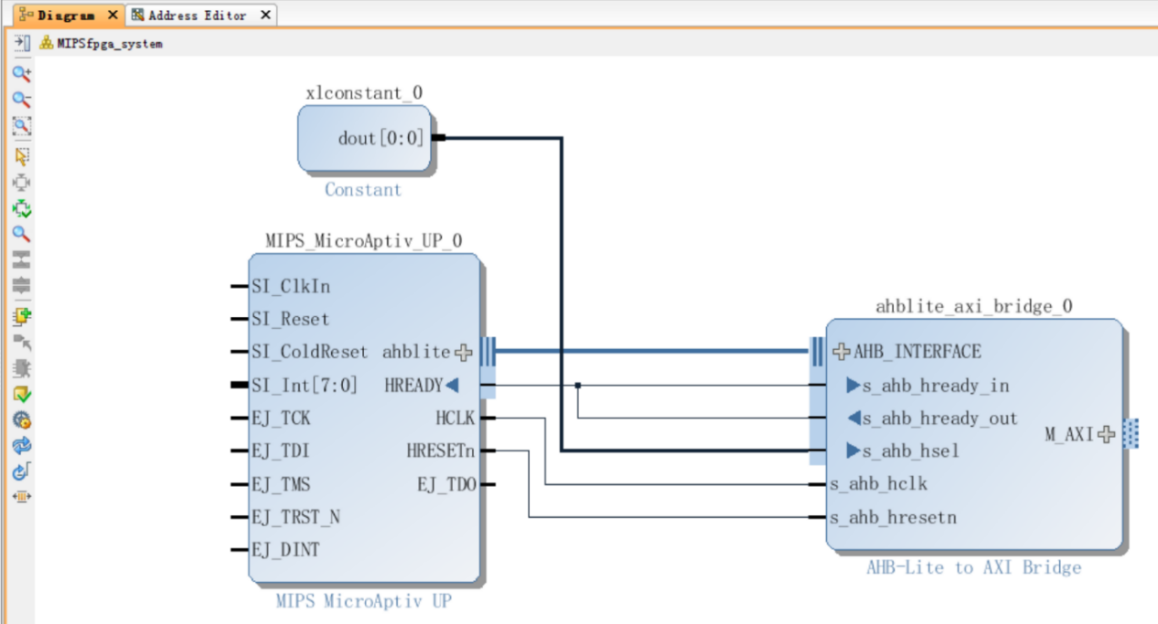 Diagram
Address Editor
MIPSfpga_system
xlconstant_0
dout[0:0]
Constant
MIPS_MicroAptiv_UP_0
SI_ClkIn
SI_Reset
SI_ColdReset ahblite
SI_Int[7:0] HREADY
EJ_TCK HCLK
EJ_TDI HRESETn
EJ_TMS EJ_TDO
EJ_TRST_N
EJ_DINT
MIPS MicroAptiv UP
ahblite_axi_bridge_0
AHB_INTERFACE
s_ahb_hready_in
s_ahb_hready_out
M_AXI
s_ahb_hsel
s_ahb_hclk
s_ahb_hresetn
AHB-Lite to AXI Bridge